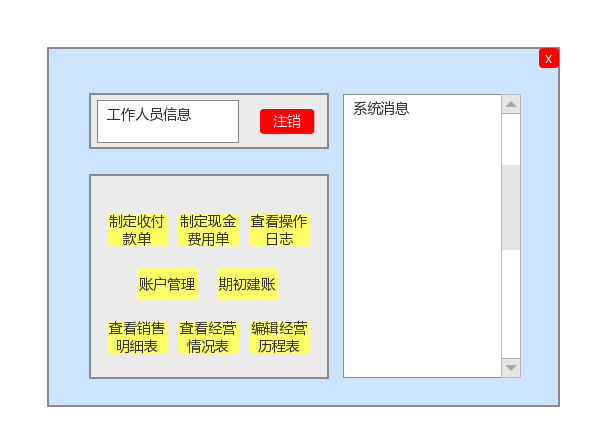 x
工作人员信息
注销
系统消息
制定收付
款单
制定现金
费用单
查看操作
日志
账户管理
期初建账
查看销售
明细表
查看经营
情况表
编辑经营
历程表